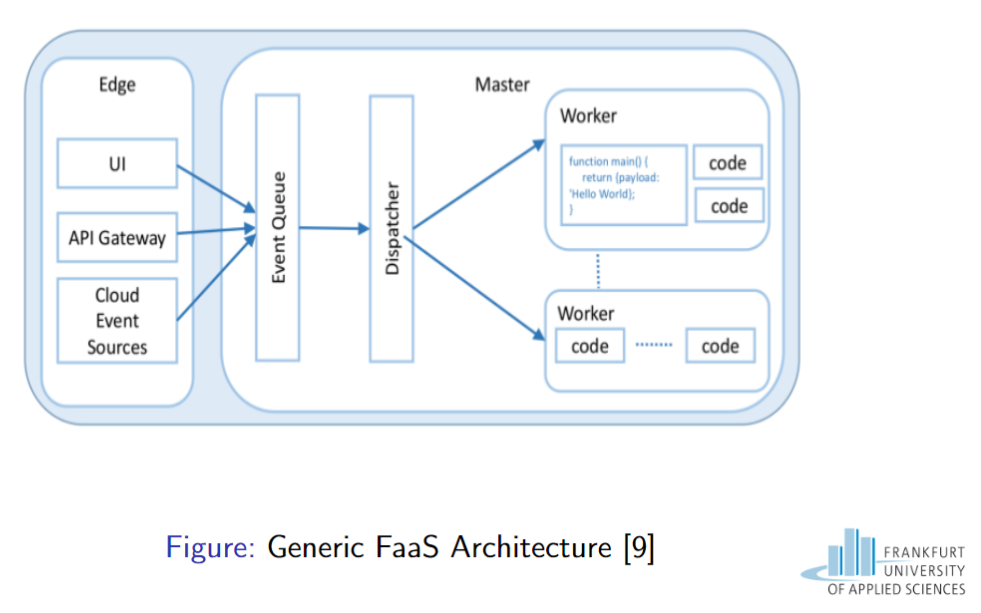 Edge
UI
API Gateway
Cloud
Event
Sources
Master
Event Queue
Dispatcher
Worker
function main() {
return {payload:
'Hello World};
}
code
code
Worker
code
code
Figure: Generic FaaS Architecture [9]
FRANKFURT
UNIVERSITY
OF APPLIED SCIENCES